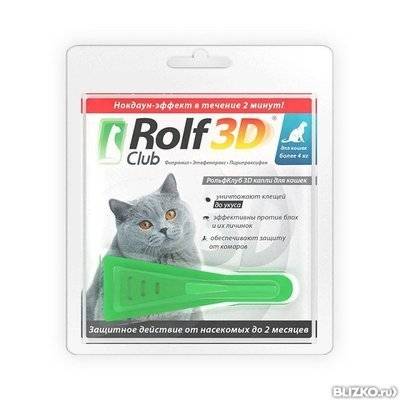 Нокдаун-эффект в течение 2 минут!
Rolf 3D®
Club
Фипронил • Этофенпрокс • Пирипроксифен
для кошек
более 4 кг
РольфКлуб 3D капли для кошек
уничтожают клещей
до укуса
эффективны против блох
и их личинок
обеспечивают защиту
от комаров
3D
Защитное действие от насекомых до 2 месяцев
BLIZKO.ru